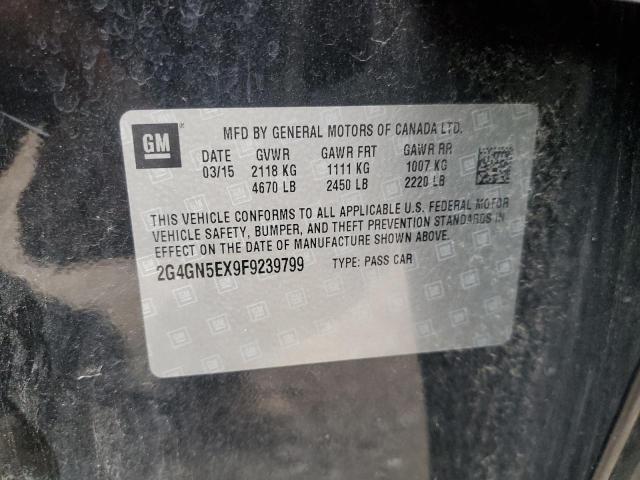 GM
MFD BY GENERAL MOTORS OF CANADA LTD.
DATE GVWR GAWR FRT GAWR RR
03/15 2118 KG 1111 KG 1007 KG
4670 LB 2450 LB 2220 LB
THIS VEHICLE CONFORMS TO ALL APPLICABLE U.S. FEDERAL MOTOR
VEHICLE SAFETY, BUMPER, AND THEFT PREVENTION STANDARDS IN
EFFECT ON THE DATE OF MANUFACTURE SHOWN ABOVE.
2G4GN5EX9F9239799 TYPE: PASS CAR